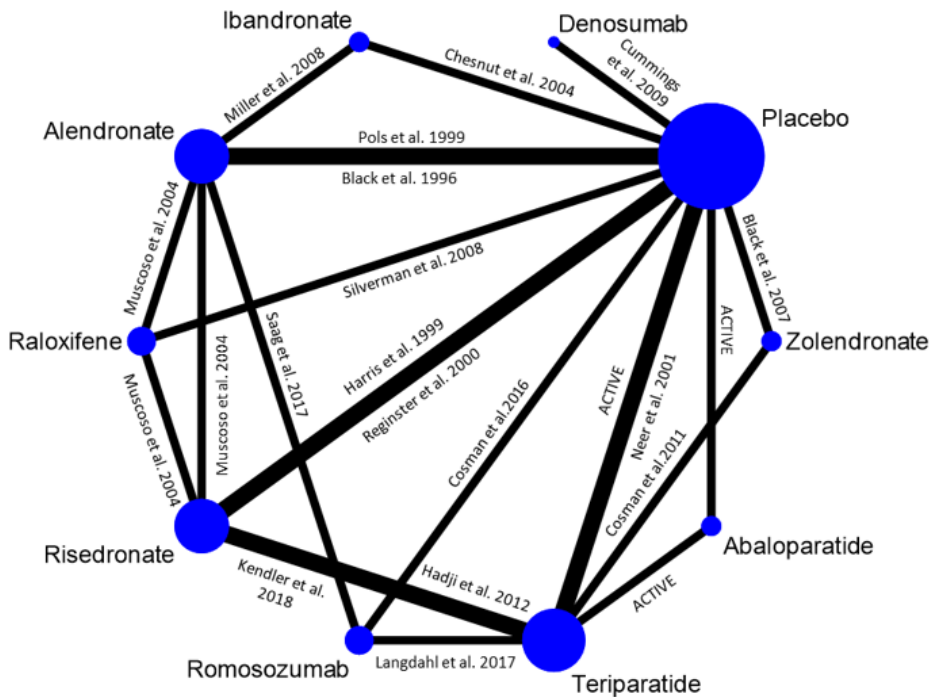 Ibandronate
Denosumab
Cummings
et al. 2009
Miller et al. 2008
Chesnut et al. 2004
Placebo
Alendronate
Pols et al. 1999
Black et al. 1996
Muscoso et al. 2004
Silverman et al. 2008
Black et al. 2007
Raloxifene
Saag et al. 2017
Harris et al. 1999
Reginster et al. 2000
ACTIVE
Zolendronate
Muscoso et al. 2004
Muscoso et al. 2004
Cosman et al.2016
ACTIVE
Neer et al. 2001
Cosman et al.2011
Risedronate
Abaloparatide
Kendler et al.
2018
Hadji et al. 2012
ACTIVE
Romosozumab
Langdahl et al. 2017
Teriparatide